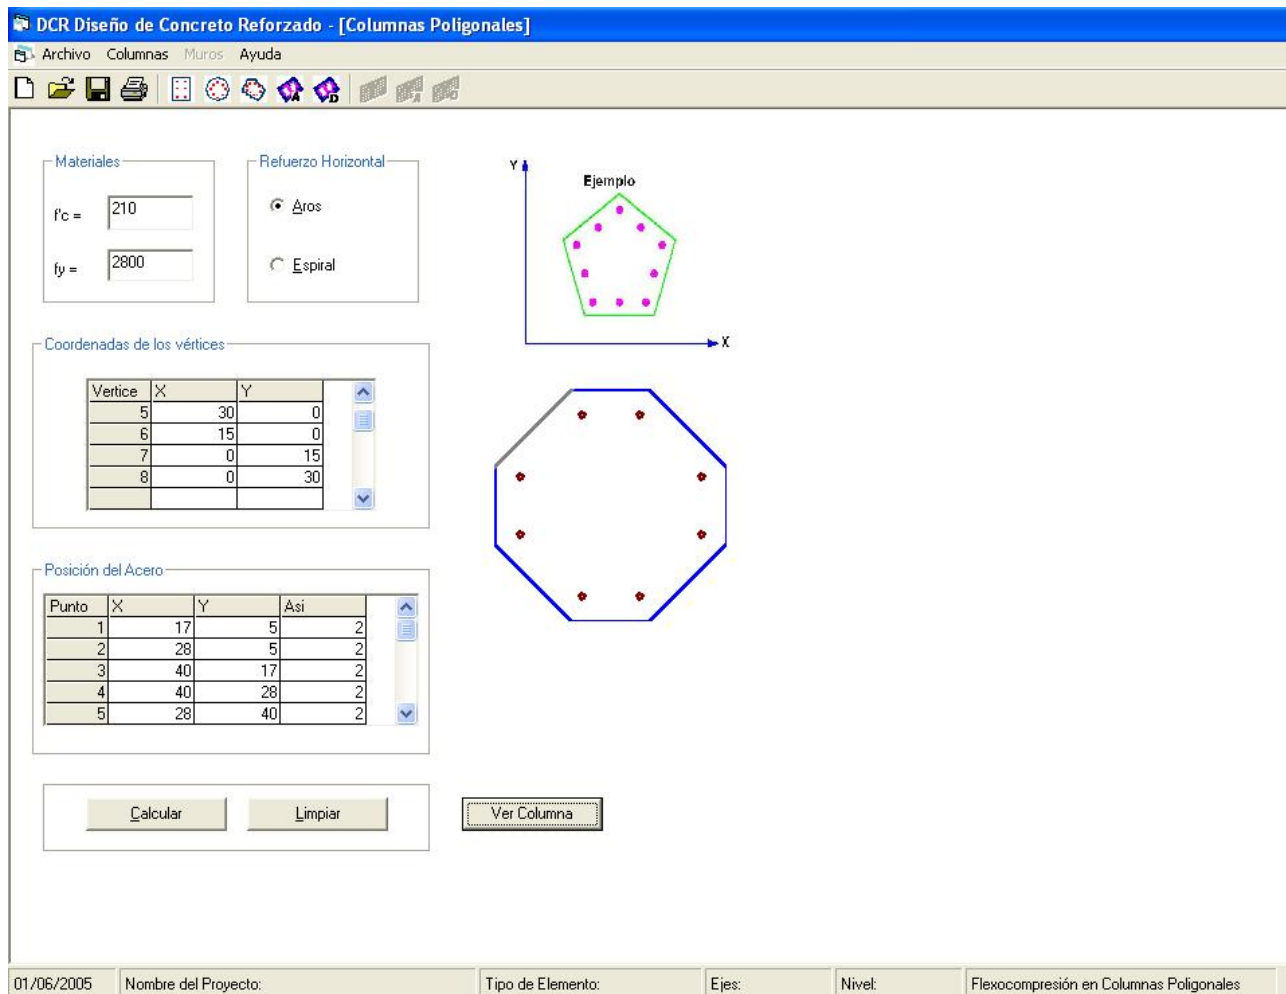 DCR Diseño de Concreto Reforzado - [Columnas Poligonales]
Archivo Columnas Muros Ayuda
Materiales
f'c = 210
fy = 2800
Refuerzo Horizontal
Aros
Espiral
Y
Ejemplo
X
Coordenadas de los vértices
Vertice X Y
5 30 0
6 15 0
7 0 15
8 0 30
Posición del Acero
Punto X Y Asi
1 17 5 2
2 28 5 2
3 40 17 2
4 40 28 2
5 28 40 2
Calcular Limpiar Ver Columna
01/06/2005 Nombre del Proyecto: Tipo de Elemento: Ejes: Nivel: Flexocompresión en Columnas Poligonales